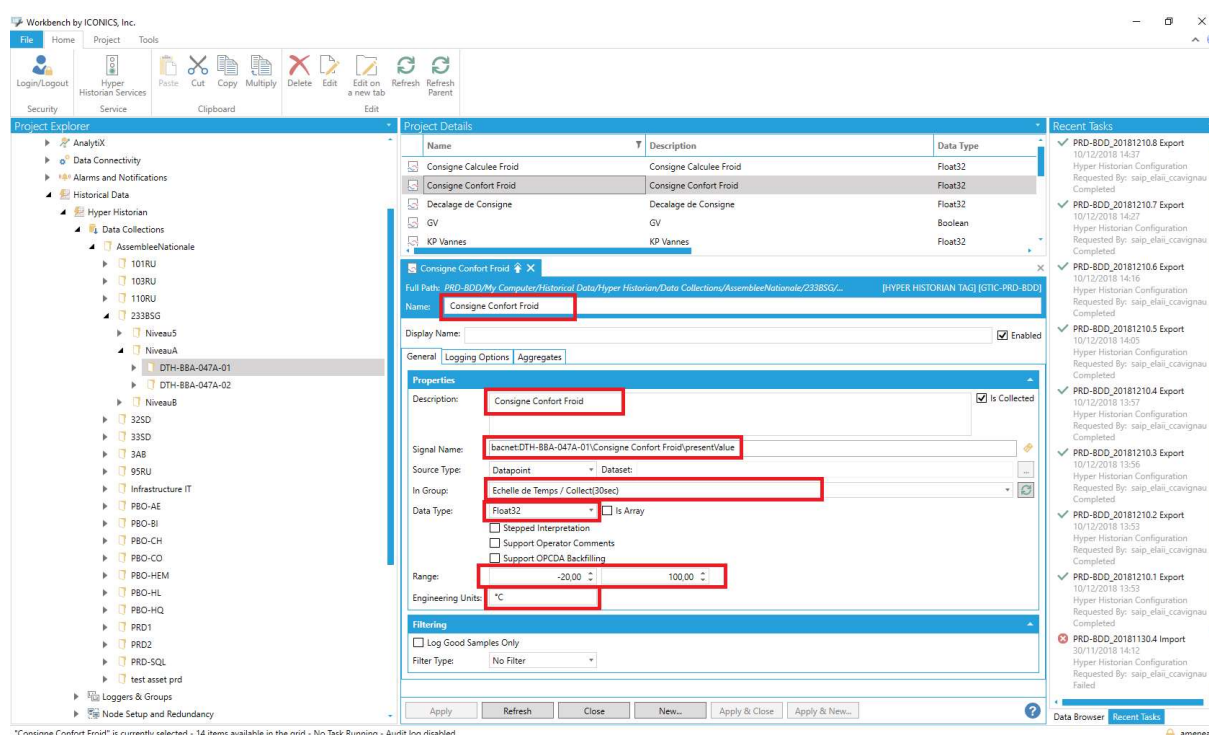 Workbench by ICONICS, Inc.
File Home Project Tools
Login/Logout
Hyper Historian Services
Paste Cut Copy Multiply
Delete Edit Edit on a new tab
Refresh Refresh Parent
Security Service Clipboard Edit
Project Explorer
AnalytiX
Data Connectivity
Alarms and Notifications
Historical Data
Hyper Historian
Data Collections
AssembleeNationale
101RU
103RU
110RU
233BSG
Niveau5
NiveauA
DTH-BBA-047A-01
DTH-BBA-047A-02
NiveauB
32SD
33SD
3AB
95RU
Infrastructure IT
PBO-AE
PBO-BI
PBO-CH
PBO-CO
PBO-HEM
PBO-HL
PBO-HQ
PRD1
PRD2
PRD-SQL
test asset prd
Loggers & Groups
Node Setup and Redundancy
Project Details
Name Description Data Type
Consigne Calculee Froid Consigne Calculee Froid Float32
Consigne Confort Froid Consigne Confort Froid Float32
Decalage de Consigne Decalage de Consigne Float32
GV GV Boolean
KP Vannes KP Vannes Float32
Consigne Confort Froid
Full Path: PRD-BDD/My Computer/Historical Data/Hyper Historian/Data Collections/AssembleeNationale/233BSG/... [HYPER HISTORIAN TAG] [GTIC-PRD-BDD]
Name: Consigne Confort Froid
Display Name: Enabled
General Logging Options Aggregates
Properties
Description: Consigne Confort Froid Is Collected
Signal Name: bacnet:DTH-BBA-047A-01\Consigne Confort Froid\presentValue
Source Type: Datapoint Dataset: ...
In Group: Echelle de Temps / Collect(30sec)
Data Type: Float32 Is Array
Stepped Interpretation
Support Operator Comments
Support OPCDA Backfilling
Range: -20,00 100,00
Engineering Units: °C
Filtering
Log Good Samples Only
Filter Type: No Filter
Apply Refresh Close New... Apply & Close Apply & New...
Recent Tasks
PRD-BDD_20181210.8 Export
10/12/2018 14:37
Hyper Historian Configuration
Requested By: saip_elaii_ccavignau
Completed
PRD-BDD_20181210.7 Export
10/12/2018 14:27
Hyper Historian Configuration
Requested By: saip_elaii_ccavignau
Completed
PRD-BDD_20181210.6 Export
10/12/2018 14:16
Hyper Historian Configuration
Requested By: saip_elaii_ccavignau
Completed
PRD-BDD_20181210.5 Export
10/12/2018 14:05
Hyper Historian Configuration
Requested By: saip_elaii_ccavignau
Completed
PRD-BDD_20181210.4 Export
10/12/2018 13:57
Hyper Historian Configuration
Requested By: saip_elaii_ccavignau
Completed
PRD-BDD_20181210.3 Export
10/12/2018 13:56
Hyper Historian Configuration
Requested By: saip_elaii_ccavignau
Completed
PRD-BDD_20181210.2 Export
10/12/2018 13:53
Hyper Historian Configuration
Requested By: saip_elaii_ccavignau
Completed
PRD-BDD_20181210.1 Export
10/12/2018 13:53
Hyper Historian Configuration
Requested By: saip_elaii_ccavignau
Completed
PRD-BDD_20181130.4 Import
30/11/2018 14:12
Hyper Historian Configuration
Requested By: saip_elaii_ccavignau
Failed
Data Browser Recent Tasks
"Consigne Confort Froid" is currently selected - 14 items available in the grid - No Task Running - Audit log disabled